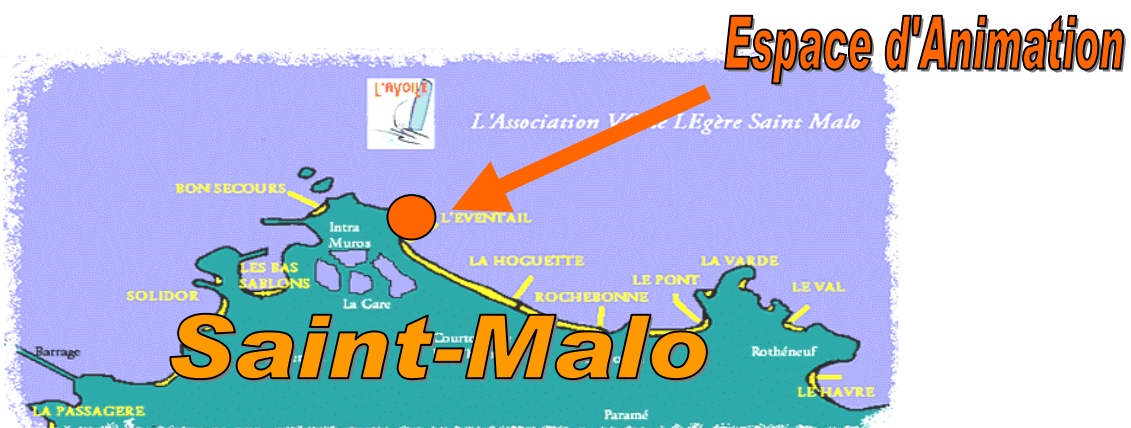 Espace d'Animation
L'AVOILE
L'Association LEgère Saint Malo
BON SECOURS
L'EVENTAIL
Intra
Muros
LA HOGUETTE
LA VARDE
LES BAS
SABLONS
LE PONT
LE VAL
SOLIDOR
ROCHEBONNE
La Gare
Saint-Malo
Barrage
Rothéneuf
LE HAVRE
LA PASSAGERE
Paramé